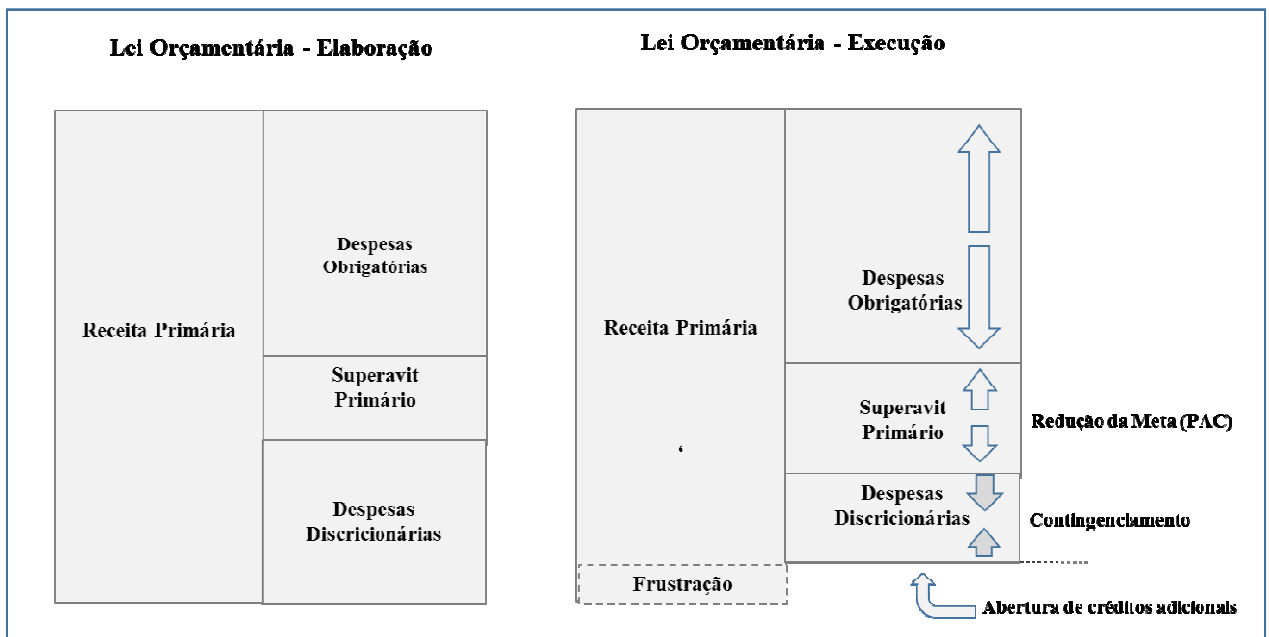 Lei Orçamentária - Elaboração
Receita Primária
Despesas
Obrigatórias
Superavit
Primário
Despesas
Discricionárias
Lei Orçamentária - Execução
Receita Primária
Frustração
Despesas
Obrigatórias
Superavit
Primário
Redução da Meta (PAC)
Despesas
Discricionárias
Contingenciamento
Abertura de créditos adicionais